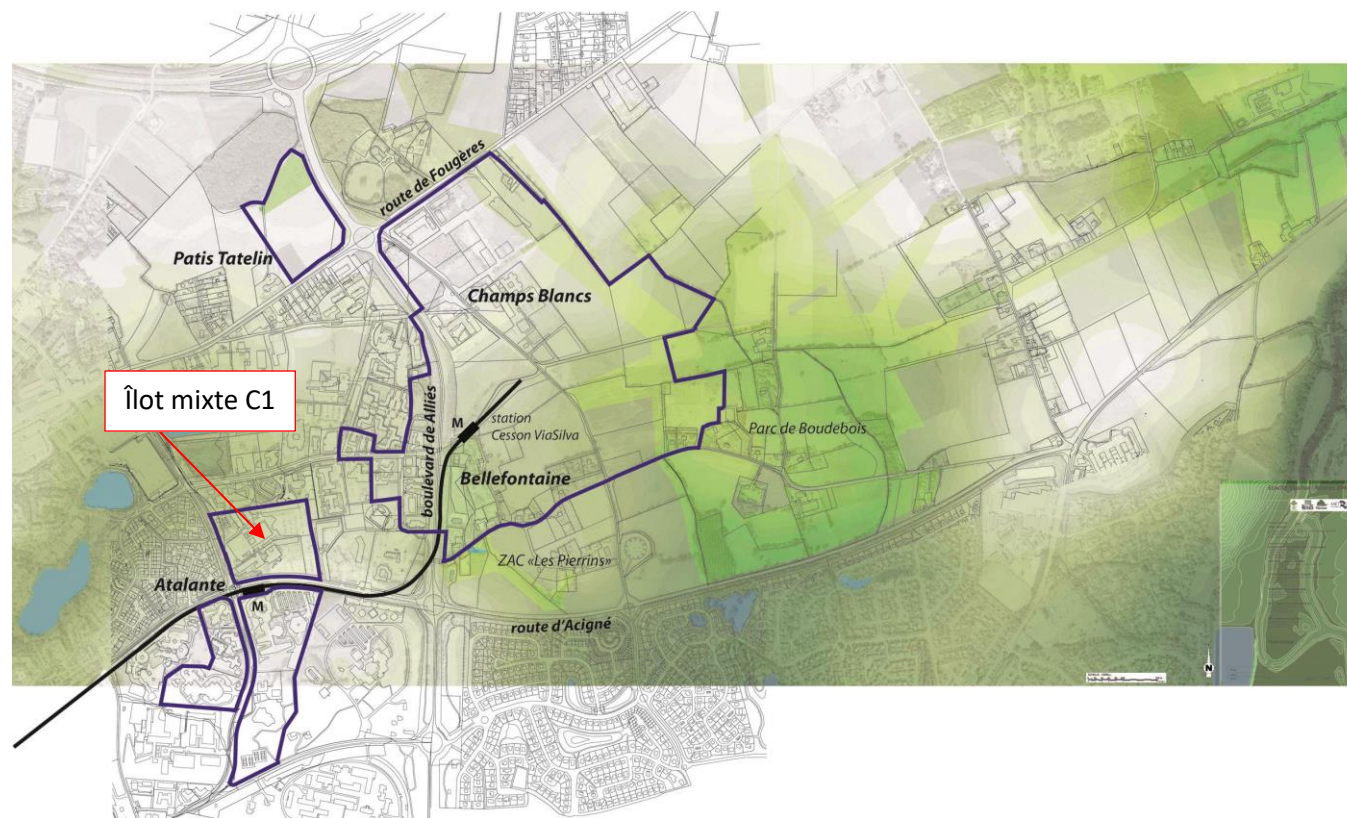 route de Fougères
Patis Tatelin
Champs Blancs
Îlot mixte C1
boulevard de Alliés
M
station
Cesson ViaSilva
Parc de Boudebois
Bellefontaine
ZAC «Les Pierrins»
Atalante
M
route d'Acigné
N